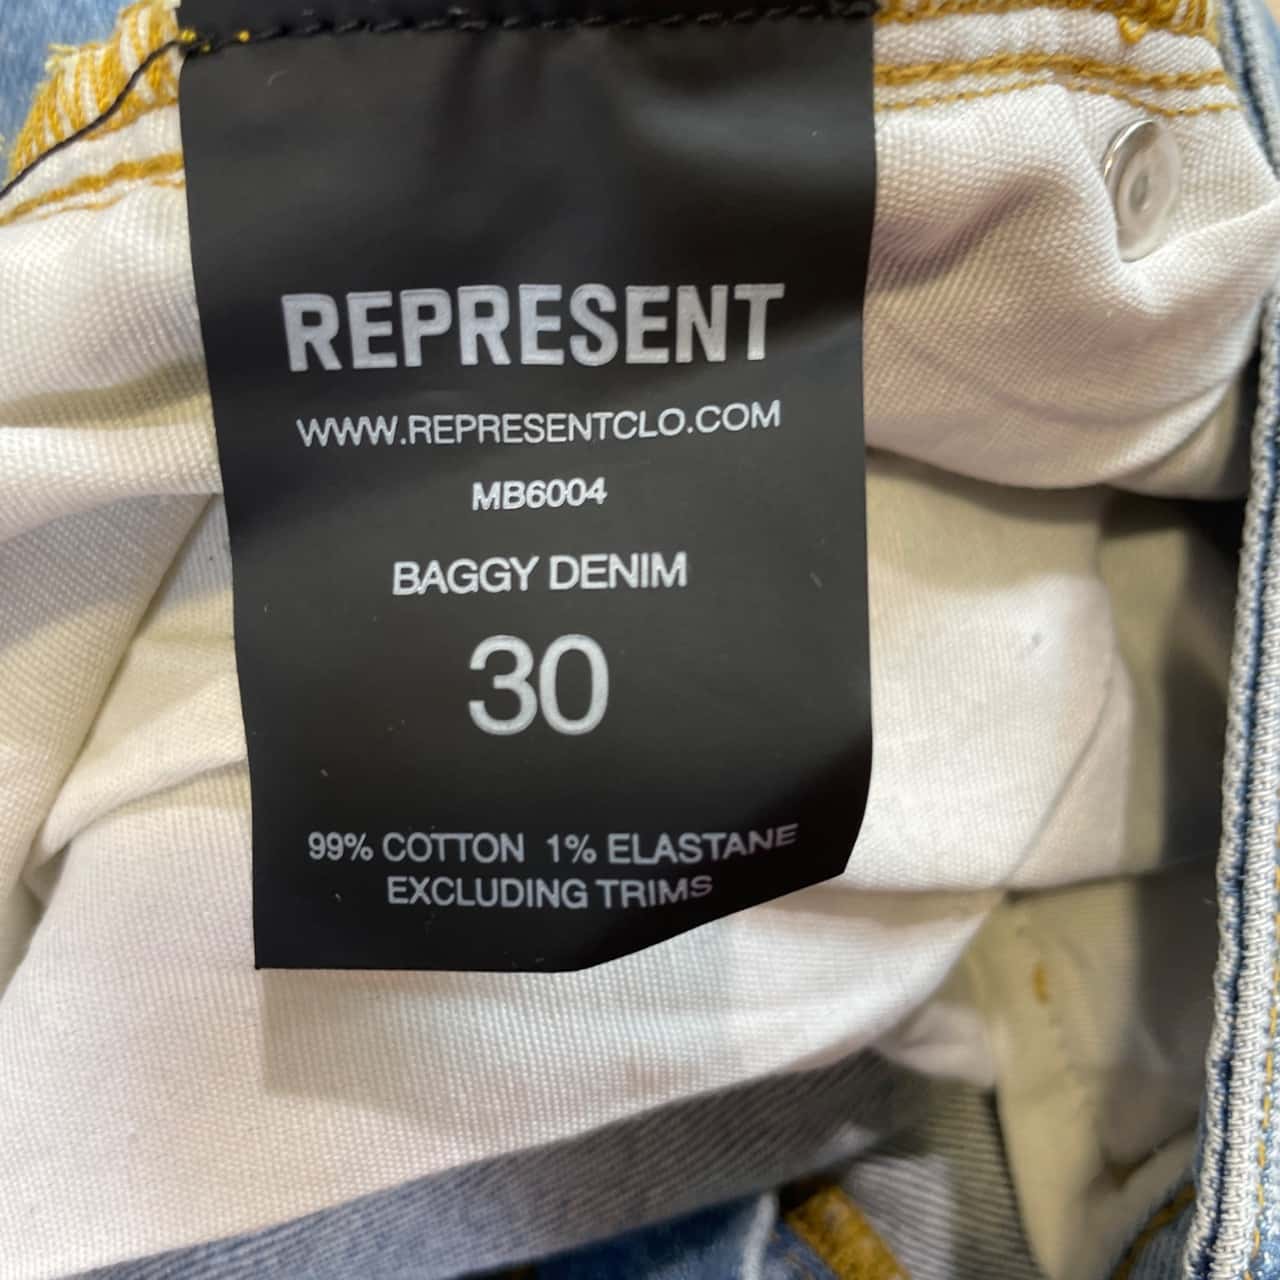 REPRESENT
WWW.REPRESENTCLO.COM
MB6004
BAGGY DENIM
30
99% COTTON 1% ELASTANE
EXCLUDING TRIMS